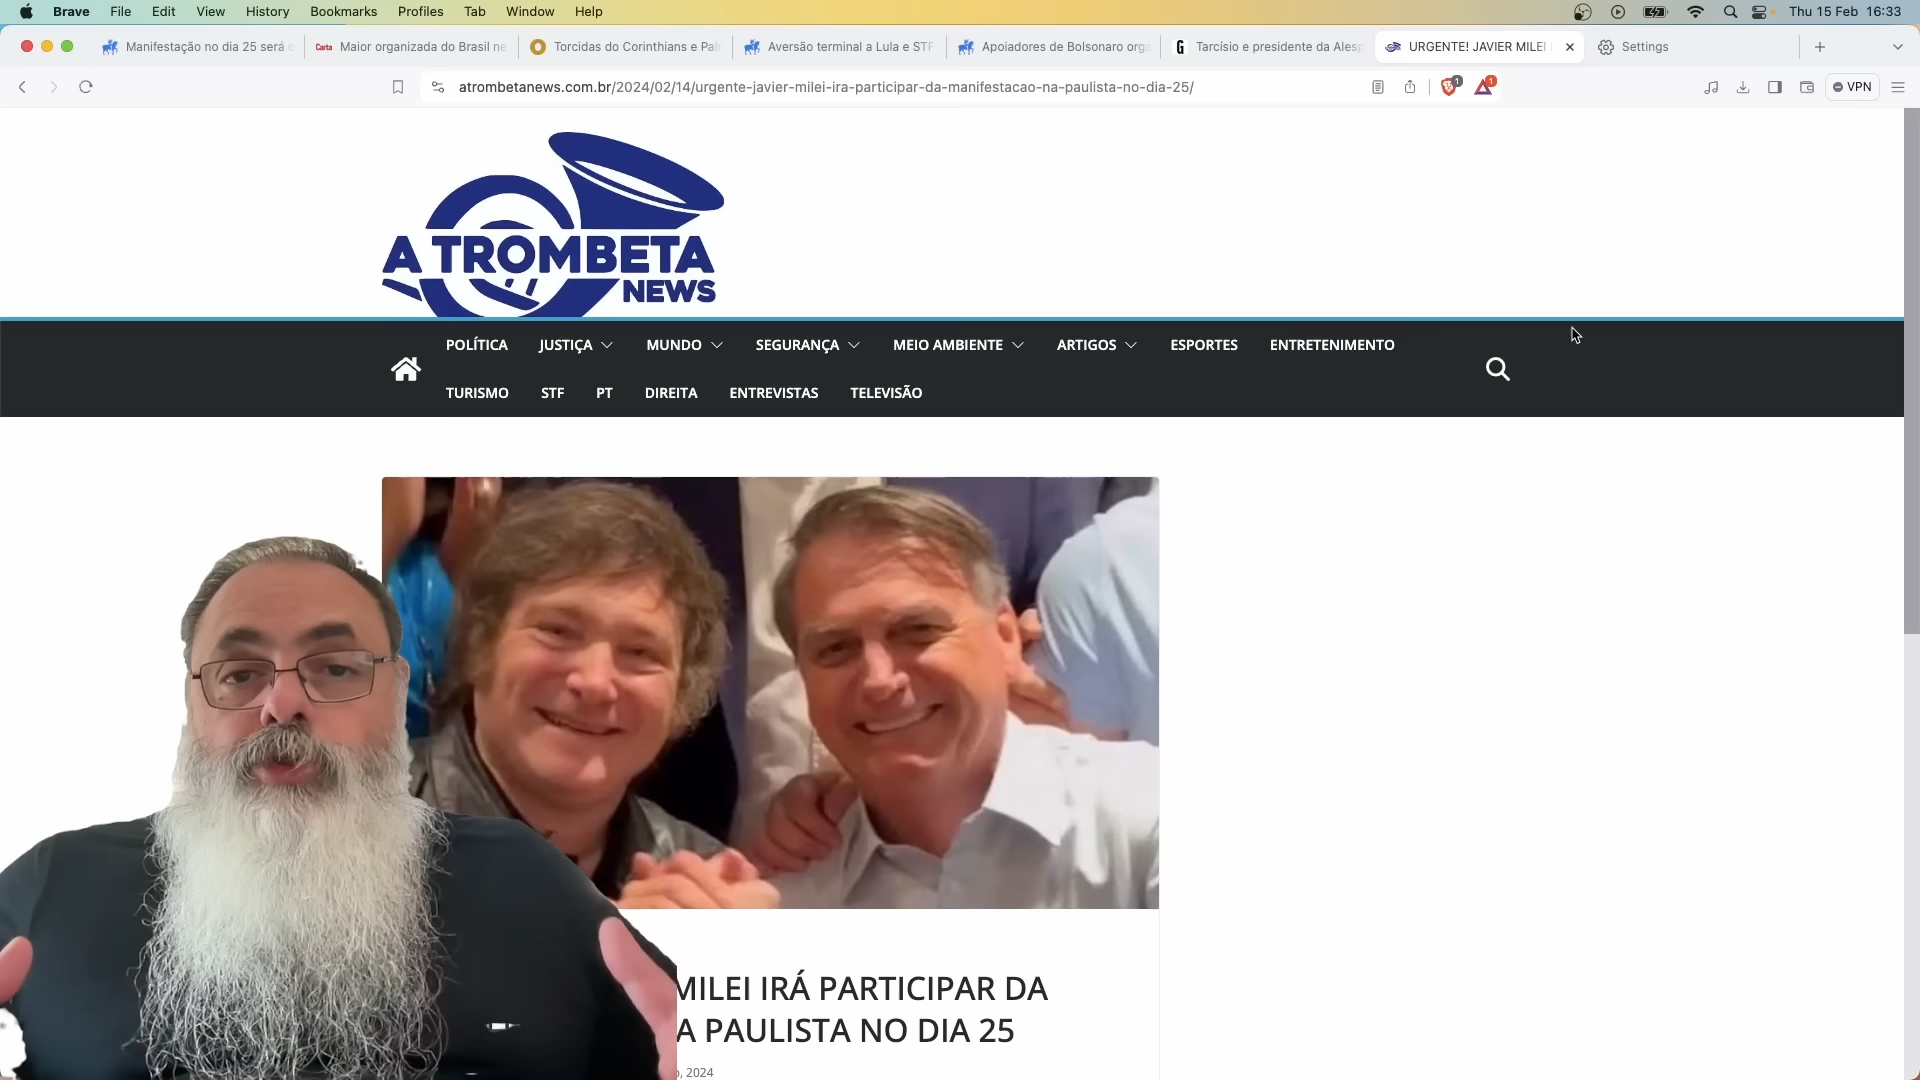 Brave File Edit View History Bookmarks Profiles Tab Window Help Thu 15 Feb 16:33
Manifestação no dia 25 será Carta Maior organizada do Brasil ne Torcidas do Corinthians e Pal Aversão terminal a Lula e STF Apoiadores de Bolsonaro orga G Tarcísio e presidente da Alesp URGENTE! JAVIER MILEI Settings
atrombetanews.com.br/2024/02/14/urgente-javier-milei-ira-participar-da-manifestacao-na-paulista-no-dia-25/ 1 1 VPN
A TROMBETA
NEWS
POLÍTICA JUSTIÇA MUNDO SEGURANÇA MEIO AMBIENTE ARTIGOS ESPORTES ENTRETENIMENTO
TURISMO STF PT DIREITA ENTREVISTAS TELEVISÃO
MILEI IRÁ PARTICIPAR DA
A PAULISTA NO DIA 25
, 2024